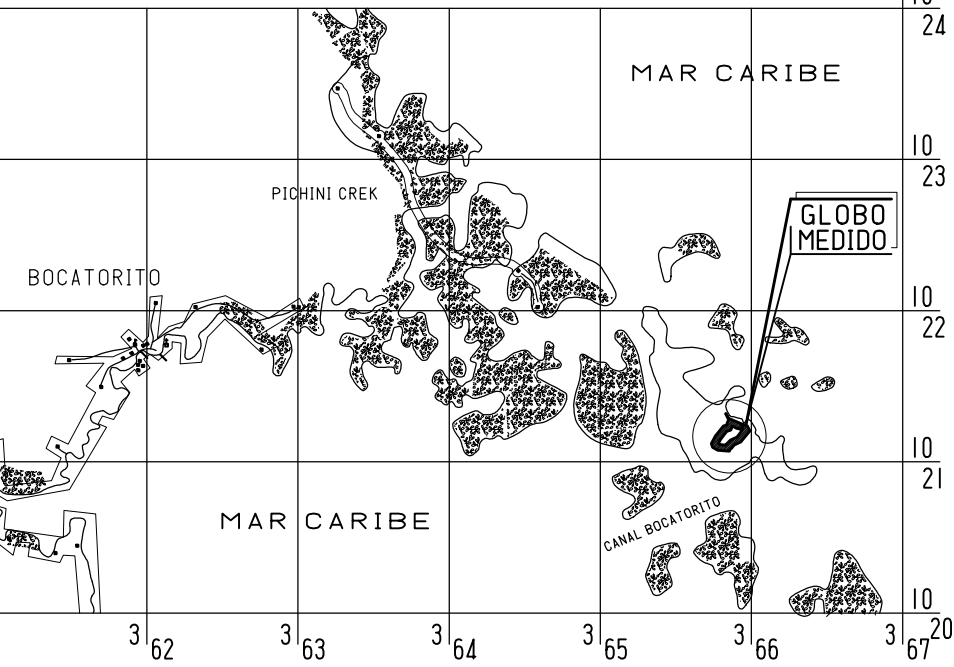 10
24
MAR CARIBE
10
23
PICHINI CREK
GLOBO
MEDIDO
BOCATORITO
10
22
10
21
MAR CARIBE
CANAL BOCATORITO
10
20
3 62
3 63
3 64
3 65
3 66
3 67